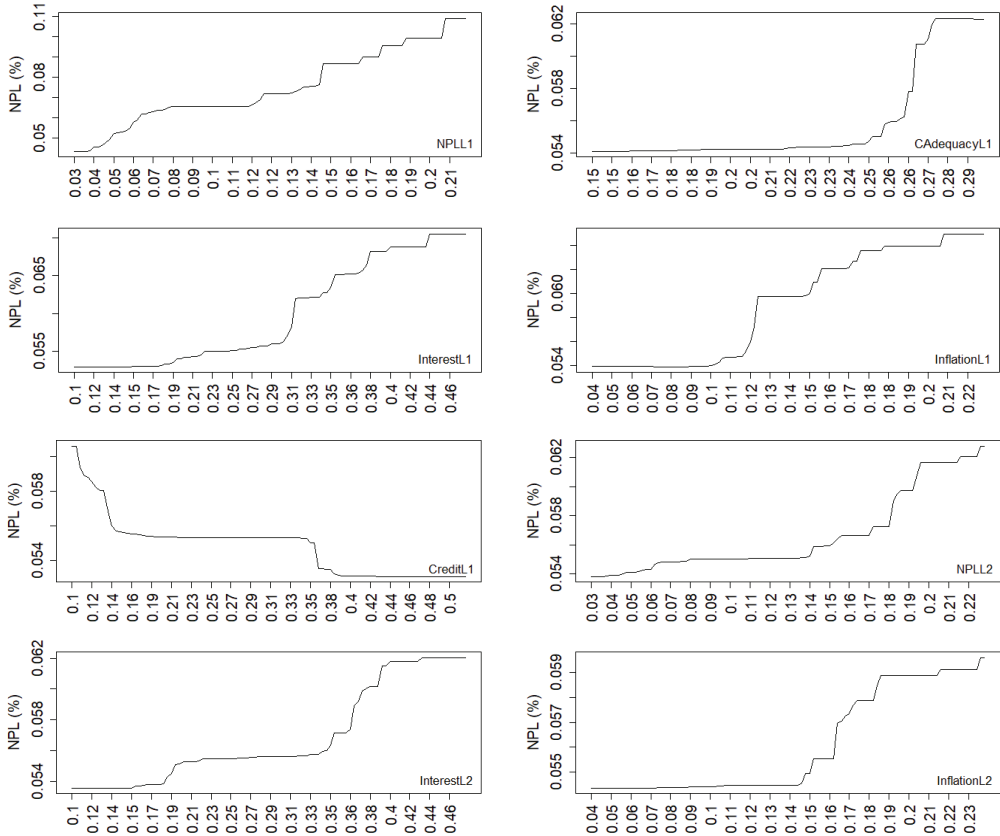 NPL (%)
0.05 0.08 0.11
NPLL1
0.03 0.04 0.05 0.06 0.07 0.08 0.09 0.1 0.11 0.12 0.13 0.14 0.15 0.17 0.18 0.19 0.2 0.21
NPL (%)
0.054 0.058 0.062
CAdequacyL1
0.15 0.15 0.16 0.17 0.18 0.18 0.19 0.2 0.2 0.21 0.22 0.23 0.24 0.25 0.26 0.26 0.27 0.28 0.29
NPL (%)
0.055 0.065
InterestL1
0.1 0.12 0.14 0.15 0.17 0.19 0.21 0.23 0.25 0.27 0.29 0.31 0.33 0.35 0.37 0.38 0.4 0.42 0.44 0.46
NPL (%)
0.054 0.060
InflationL1
0.04 0.05 0.06 0.07 0.08 0.09 0.1 0.11 0.12 0.13 0.14 0.15 0.16 0.17 0.18 0.18 0.19 0.2 0.21 0.22
NPL (%)
0.054 0.058
CreditL1
0.1 0.12 0.14 0.16 0.18 0.21 0.23 0.25 0.27 0.29 0.31 0.33 0.35 0.37 0.4 0.42 0.44 0.46 0.48 0.5
NPL (%)
0.054 0.058 0.062
NPLL2
0.03 0.04 0.05 0.06 0.07 0.08 0.09 0.1 0.11 0.12 0.13 0.14 0.15 0.16 0.17 0.18 0.19 0.2 0.21 0.22
NPL (%)
0.054 0.058 0.062
InterestL2
0.1 0.12 0.14 0.15 0.17 0.19 0.21 0.23 0.25 0.27 0.29 0.31 0.33 0.35 0.36 0.38 0.4 0.42 0.44 0.46
NPL (%)
0.055 0.057 0.059
InflationL2
0.04 0.05 0.06 0.07 0.08 0.09 0.1 0.11 0.12 0.13 0.14 0.15 0.16 0.17 0.18 0.19 0.2 0.21 0.22 0.23